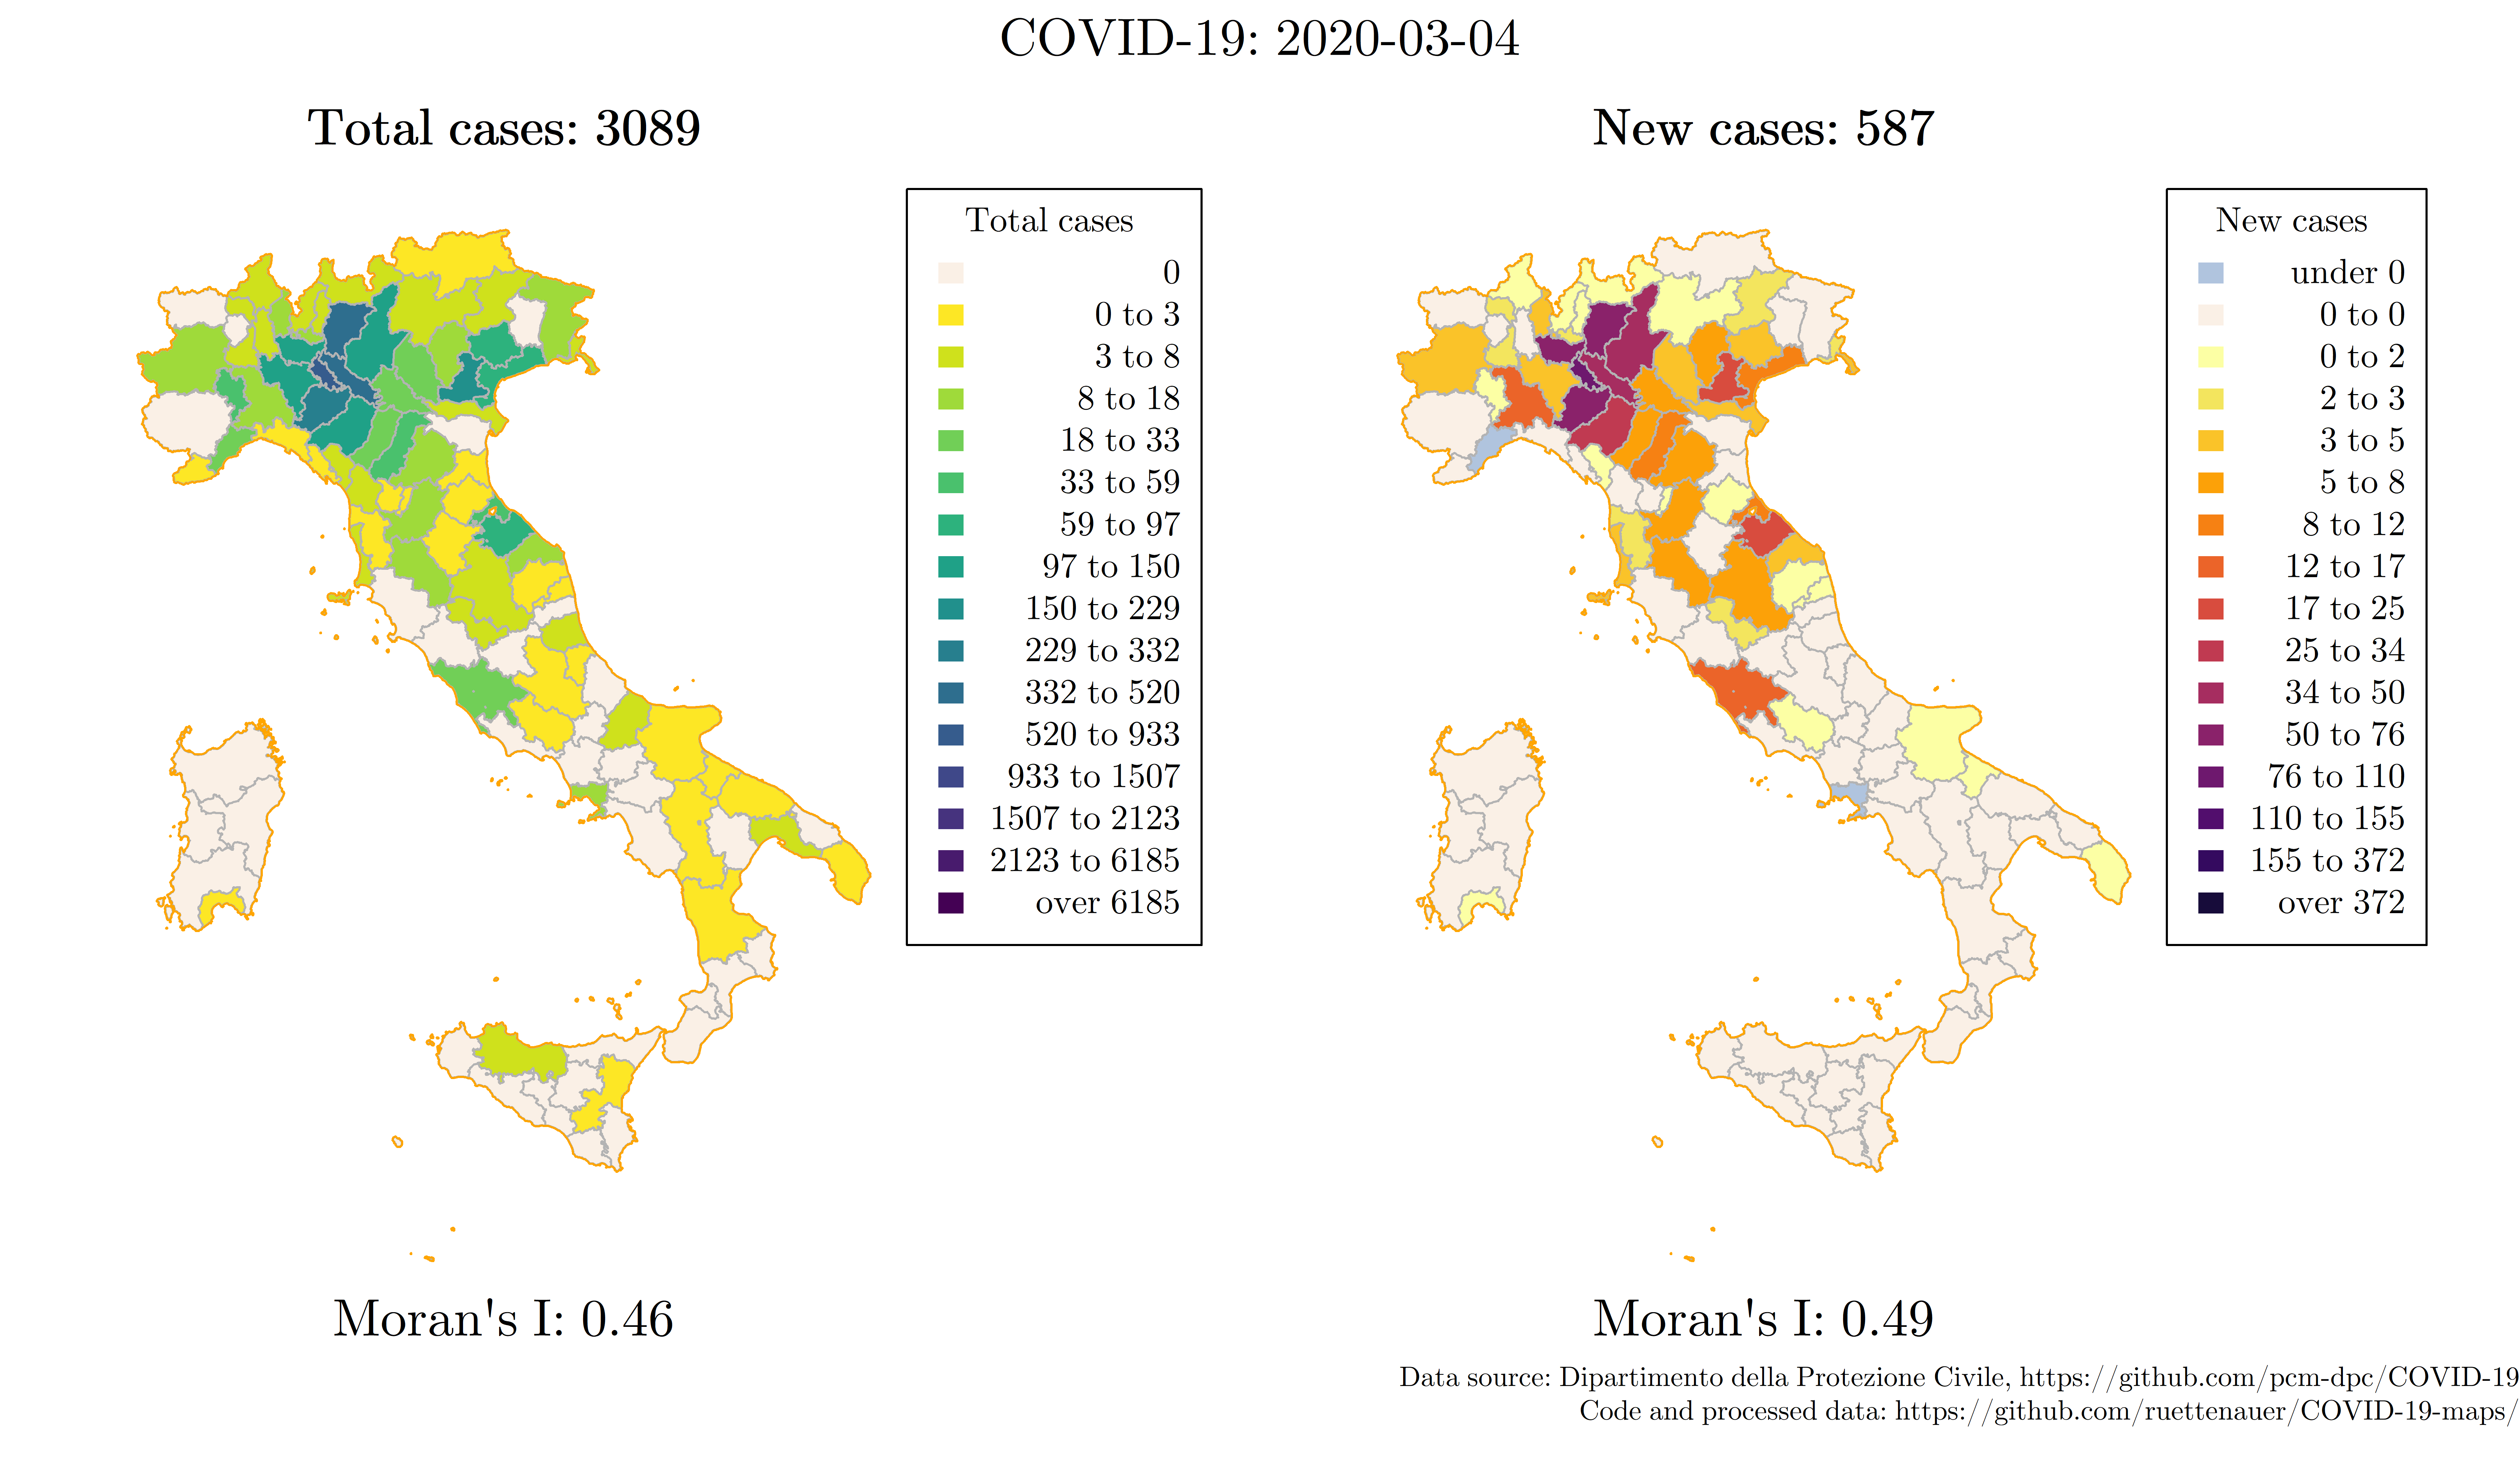 COVID-19: 2020-03-04
Total cases: 3089
Total cases
0
0 to 3
3 to 8
8 to 18
18 to 33
33 to 59
59 to 97
97 to 150
150 to 229
229 to 332
332 to 520
520 to 933
933 to 1507
1507 to 2123
2123 to 6185
over 6185
Moran's I: 0.46
New cases: 587
New cases
under 0
0 to 0
0 to 2
2 to 3
3 to 5
5 to 8
8 to 12
12 to 17
17 to 25
25 to 34
34 to 50
50 to 76
76 to 110
110 to 155
155 to 372
over 372
Moran's I: 0.49
Data source: Dipartimento della Protezione Civile, https://github.com/pcm-dpc/COVID-19
Code and processed data: https://github.com/ruettenauer/COVID-19-maps/